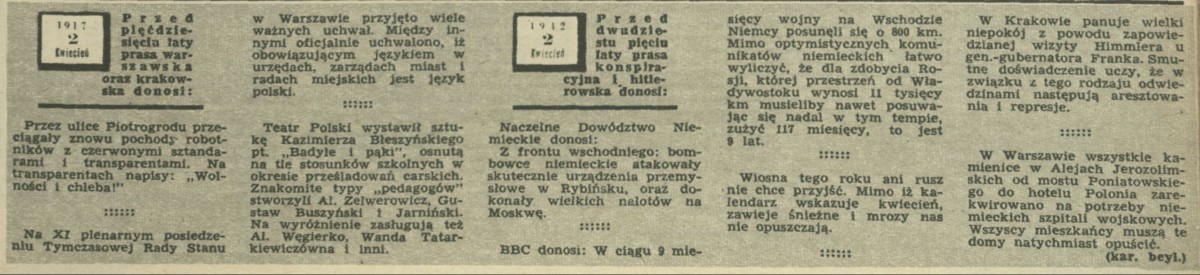 1917
2
Kwiecień
Przed
pięćdzie-
sięciu laty
prasa war-
szawska
oraz krakow-
ska donosi:
Przez ulice Piotrogrodu prze-
ciągały znowu pochody robot-
ników z czerwonymi sztanda-
rami i transparentami. Na
transparentach napisy: „Wol-
ności i chleba!"
Na XI plenarnym posiedze-
niu Tymczasowej Rady Stanu
w Warszawie przyjęto wiele
ważnych uchwał. Między in-
nymi oficjalnie uchwalono, iż
obowiązującym językiem w
urzędach, zarządach miast i
radach miejskich jest język
polski.
Teatr Polski wystawił sztu-
kę Kazimierza Bleszyńskiego
pt. „Badyle i pąki", osnutą
na tle stosunków szkolnych w
okresie prześladowań carskich.
Znakomite typy „pedagogów"
stworzyli Al. Zelwerowicz, Gu-
staw Buszyński i Jarniński.
Na wyróżnienie zasługują też
Al. Węgierko, Wanda Tatar-
kiewiczówna i inni.
1942
2
Kwiecień
Przed
dwudzie-
stu pięciu
laty prasa
konspira-
cyjna i hitle-
rowska donosi:
Naczelne Dowództwo Nie-
mieckie donosi:
Z frontu wschodniego: bom-
bowce niemieckie atakowały
skutecznie urządzenia przemy-
słowe w Rybińsku, oraz do-
konały wielkich nalotów na
Moskwę.
BBC donosi: W ciągu 9 mie-
sięcy wojny na Wschodzie
Niemcy posunęli się o 800 km.
Mimo optymistycznych komu-
nikatów niemieckich łatwo
wyliczyć, że dla zdobycia Ro-
sji, której przestrzeń od Wła-
dywostoku wynosi 11 tysięcy
km musieliby nawet posuwa-
jąc się nadal w tym tempie,
zużyć 117 miesięcy, to jest
9 lat.
Wiosna tego roku ani rusz
nie chce przyjść. Mimo iż ka-
lendarz wskazuje kwiecień,
zawieje śnieżne i mrozy nas
nie opuszczają.
W Krakowie panuje wielki
niepokój z powodu zapowie-
dzianej wizyty Himmlera u
gen.-gubernatora Franka. Smu-
tne doświadczenie uczy, że w
związku z tego rodzaju odwie-
dzinami następują aresztowa-
nia i represje.
W Warszawie wszystkie ka-
mienice w Alejach Jerozolim-
skich od mostu Poniatowskie-
go do hotelu Polonia zare-
kwirowano na potrzeby nie-
mieckich szpitali wojskowych.
Wszyscy mieszkańcy muszą te
domy natychmiast opuścić.
(kar. beyl.)